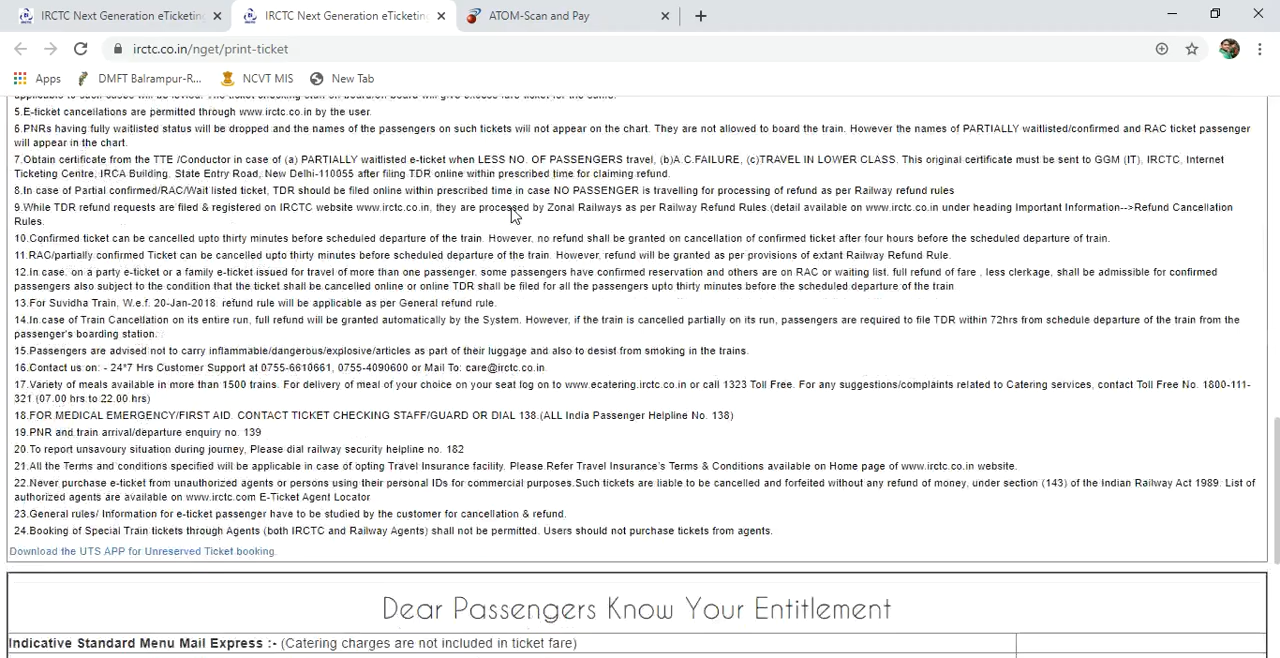 IRCTC Next Generation eTicketing
IRCTC Next Generation eTicketing
ATOM-Scan and Pay
irctc.co.in/nget/print-ticket
Apps
DMFT Balrampur-R...
NCVT MIS
New Tab
5.E-ticket cancellations are permitted through www.irctc.co.in by the user.
6.PNRs having fully waitlisted status will be dropped and the names of the passengers on such tickets will not appear on the chart. They are not allowed to board the train. However the names of PARTIALLY waitlisted/confirmed and RAC ticket passenger
will appear in the chart.
7.Obtain certificate from the TTE /Conductor in case of (a) PARTIALLY waitlisted e-ticket when LESS NO. OF PASSENGERS travel, (b)A.C.FAILURE, (c)TRAVEL IN LOWER CLASS. This original certificate must be sent to GGM (IT), IRCTC, Internet
Ticketing Centre, IRCA Building, State Entry Road, New Delhi-110055 after filing TDR online within prescribed time for claiming refund.
8.In case of Partial confirmed/RAC/Wait listed ticket, TDR should be filed online within prescribed time in case NO PASSENGER is travelling for processing of refund as per Railway refund rules
9.While TDR refund requests are filed & registered on IRCTC website www.irctc.co.in, they are processed by Zonal Railways as per Railway Refund Rules.(detail available on www.irctc.co.in under heading Important Information-->Refund Cancellation
Rules.
10.Confirmed ticket can be cancelled upto thirty minutes before scheduled departure of the train. However, no refund shall be granted on cancellation of confirmed ticket after four hours before the scheduled departure of train.
11.RAC/partially confirmed Ticket can be cancelled upto thirty minutes before scheduled departure of the train. However, refund will be granted as per provisions of extant Railway Refund Rule.
12.In case. on a party e-ticket or a family e-ticket issued for travel of more than one passenger. some passengers have confirmed reservation and others are on RAC or waiting list. full refund of fare , less clerkage, shall be admissible for confirmed
passengers also subject to the condition that the ticket shall be cancelled online or online TDR shall be filed for all the passengers upto thirty minutes before the scheduled departure of the train
13.For Suvidha Train, W.e.f. 20-Jan-2018. refund rule will be applicable as per General refund rule.
14.In case of Train Cancellation on its entire run, full refund will be granted automatically by the System. However, if the train is cancelled partially on its run, passengers are required to file TDR within 72hrs from schedule departure of the train from the
passenger's boarding station.
15.Passengers are advised not to carry inflammable/dangerous/explosive/articles as part of their luggage and also to desist from smoking in the trains.
16.Contact us on: - 24*7 Hrs Customer Support at 0755-6610661, 0755-4090600 or Mail To: care@irctc.co.in.
17.Variety of meals available in more than 1500 trains. For delivery of meal of your choice on your seat log on to www.ecatering.irctc.co.in or call 1323 Toll Free. For any suggestions/complaints related to Catering services, contact Toll Free No. 1800-111-
321 (07.00 hrs to 22.00 hrs)
18.FOR MEDICAL EMERGENCY/FIRST AID. CONTACT TICKET CHECKING STAFF/GUARD OR DIAL 138.(ALL India Passenger Helpline No. 138)
19.PNR and train arrival/departure enquiry no. 139
20.To report unsavoury situation during journey, Please dial railway security helpline no. 182
21.All the Terms and conditions specified will be applicable in case of opting Travel Insurance facility. Please Refer Travel Insurance's Terms & Conditions available on Home page of www.irctc.co.in website.
22.Never purchase e-ticket from unauthorized agents or persons using their personal IDs for commercial purposes.Such tickets are liable to be cancelled and forfeited without any refund of money, under section (143) of the Indian Railway Act 1989. List of
authorized agents are available on www.irctc.com E-Ticket Agent Locator
23.General rules/ Information for e-ticket passenger have to be studied by the customer for cancellation & refund.
24.Booking of Special Train tickets through Agents (both IRCTC and Railway Agents) shall not be permitted. Users should not purchase tickets from agents.
Download the UTS APP for Unreserved Ticket booking.
Dear Passengers Know Your Entitlement
Indicative Standard Menu Mail Express :- (Catering charges are not included in ticket fare)